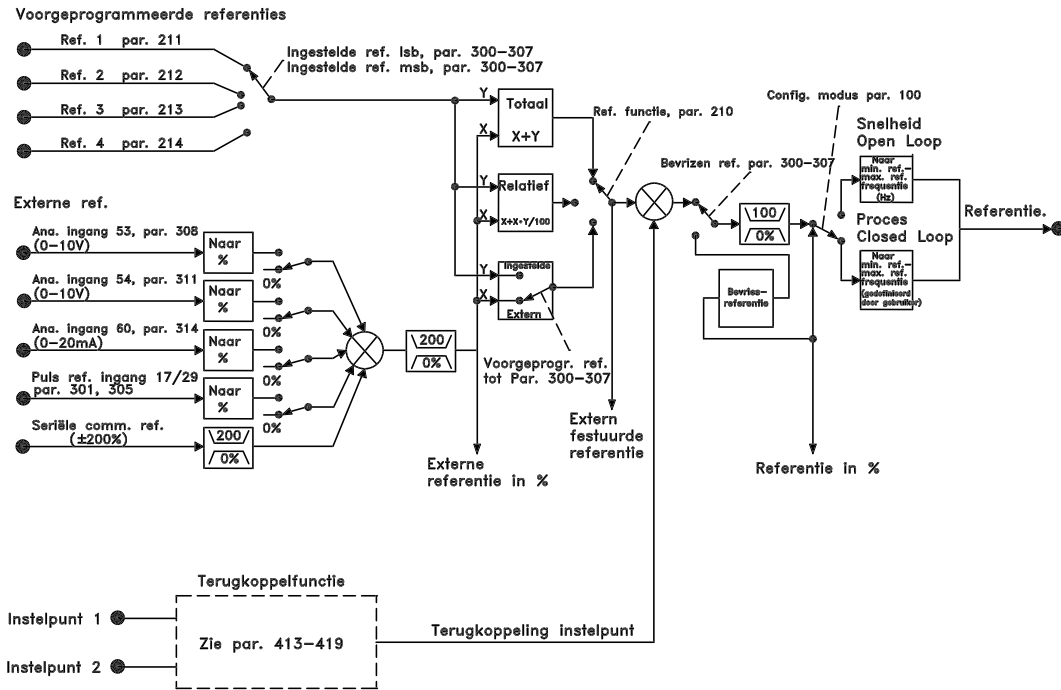 Voorgeprogrammeerde referenties
Ref. 1 par. 211
Ref. 2 par. 212
Ref. 3 par. 213
Ref. 4 par. 214
Ingestelde ref. lsb, par. 300-307
Ingestelde ref. msb, par. 300-307
Y
Totaal
X
X+Y
Y
Relatief
X
X+X*Y/100
Y
Ingestelde
X
Extern
Ref. functie, par. 210
Voorgeprogr. ref.
tot Par. 300-307
Externe ref.
Ana. ingang 53, par. 308
(0-10V)
Naar
%
0%
Ana. ingang 54, par. 311
(0-10V)
Naar
%
0%
Ana. ingang 60, par. 314
(0-20mA)
Naar
%
0%
Puls ref. ingang 17/29
par. 301, 305
Naar
%
0%
Seriële comm. ref.
(±200%)
200
0%
200
0%
Externe
referentie in %
Extern
festuurde
referentie
Bevrizen ref. par. 300-307
100
0%
Bevries-
referentie
Config. modus par. 100
Snelheid
Open Loop
Naar
min. ref.-
max. ref.
frequentie
(Hz)
Proces
Closed Loop
Naar
min. ref.-
max. ref.
frequentie
(godefinioord
door gebruiker)
Referentie.
Referentie in %
Terugkoppelfunctie
Instelpunt 1
Zie par. 413-419
Terugkoppeling instelpunt
Instelpunt 2